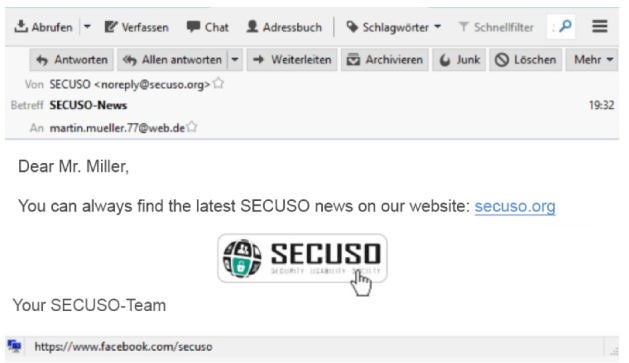 Abrufen Verfassen Chat Adressbuch Schlagwörter Schnellfilter
Antworten Allen antworten Weiterleiten Archivieren Junk Löschen Mehr
Von SECUSO <noreply@secuso.org>
Betreff SECUSO-News 19:32
An martin.mueller.77@web.de
Dear Mr. Miller,
You can always find the latest SECUSO news on our website: secuso.org
SECUSO
SECURITY USABILITY SOCIETY
Your SECUSO-Team
https://www.facebook.com/secuso